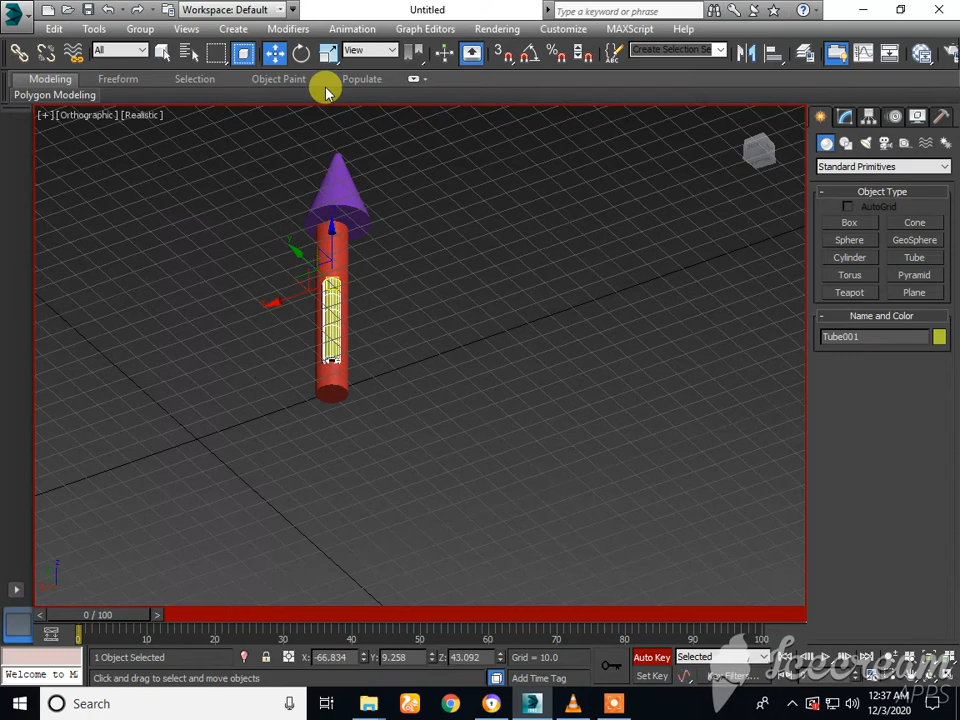 Workspace: Default
Untitled
Type a keyword or phrase
Edit Tools Group Views Create Modifiers Animation Graph Editors Rendering Customize MAXScript Help
All
View
Create Selection Se
Modeling Freeform Selection Object Paint Populate
Polygon Modeling
[+] [Orthographic] [Realistic]
Standard Primitives
- Object Type
AutoGrid
Box Cone
Sphere GeoSphere
Cylinder Tube
Torus Pyramid
Teapot Plane
- Name and Color
Tube001
0 / 100
0 10 20 30 40 50 60 70 80 90 100
1 Object Selected
X: -66.834 Y: 9.258 Z: 43.092
Grid = 10.0
Auto Key
Selected
Welcome to M
Click and drag to select and move objects
Add Time Tag
Set Key
Key Filters...
Search
12:37 AM
12/3/2020
APPS